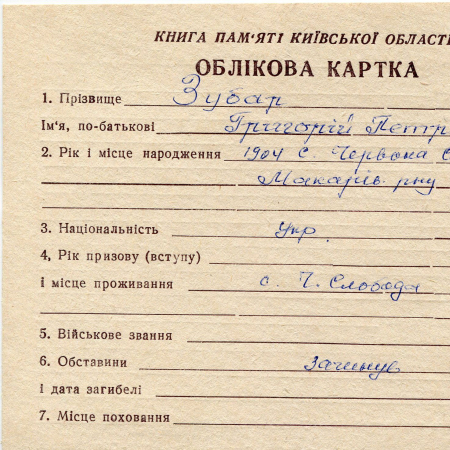 КНИГА ПАМ'ЯТІ КИЇВСЬКОЇ ОБЛАСТІ
ОБЛІКОВА КАРТКА
1. Прізвище Зубар
Ім'я, по-батькові Григорій Петр
2. Рік і місце народження 1904 с. Червона С
Макарів. р-ну
3. Національність Укр.
4, Рік призову (вступу)
і місце проживання с. Ч. Слобода
5. Військове звання
6. Обставини Загинув
і дата загибелі
7. Місце поховання